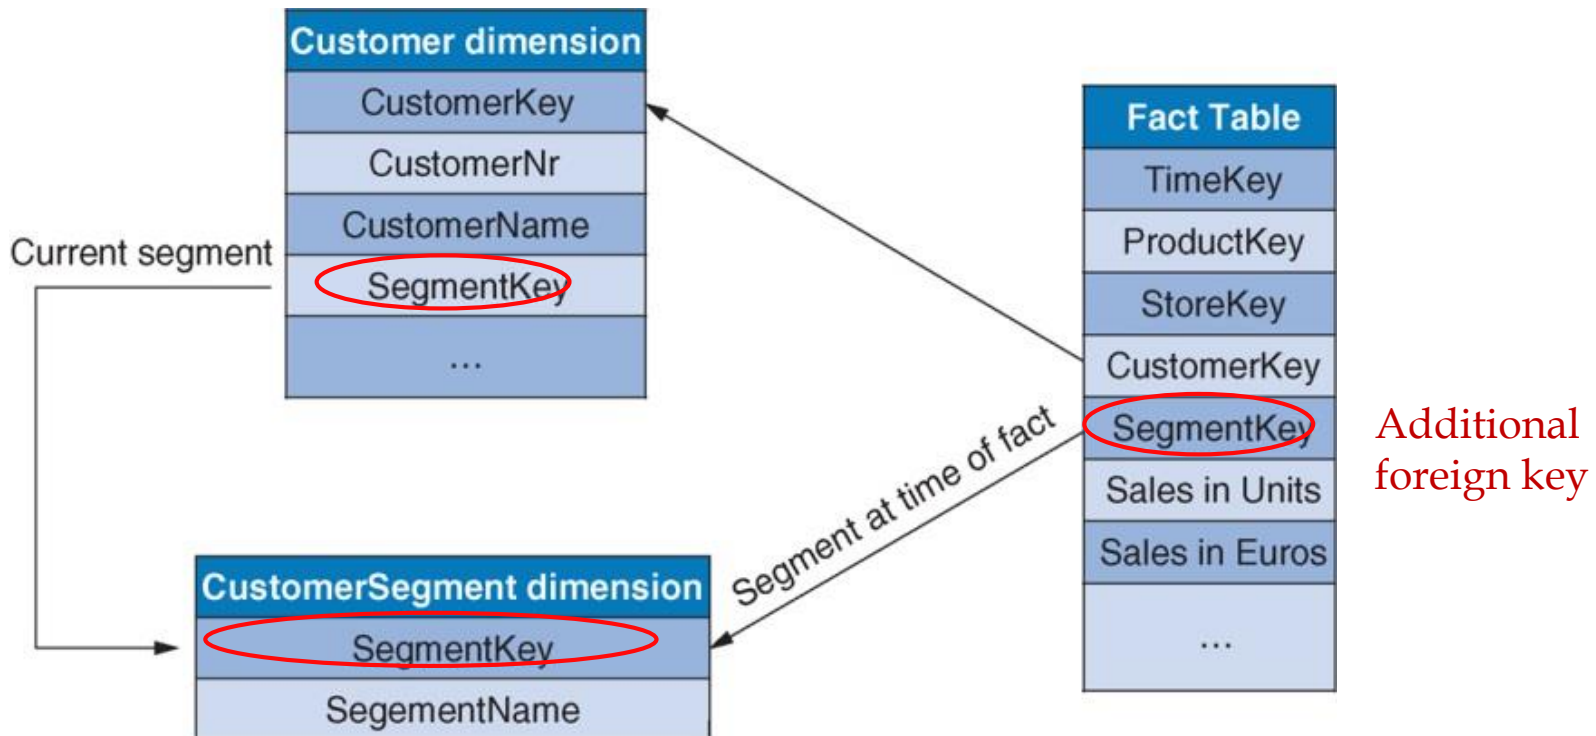 Customer dimension
CustomerKey
CustomerNr
CustomerName
SegmentKey
...
Current segment
Fact Table
TimeKey
ProductKey
StoreKey
CustomerKey
SegmentKey
Sales in Units
Sales in Euros
...
Additional
foreign key
Segment at time of fact
CustomerSegment dimension
SegmentKey
SegementName